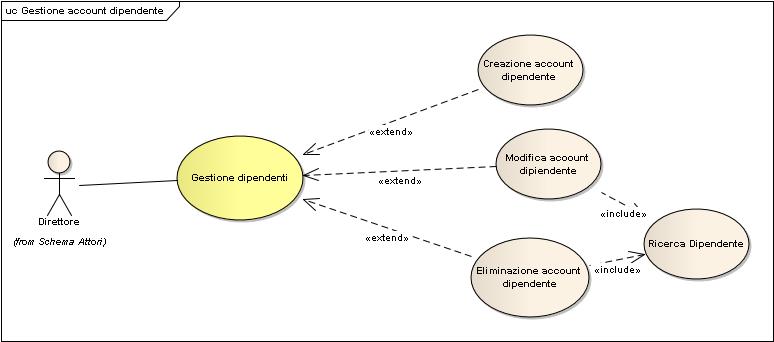 uc Gestione account dipendente
Creazione account
dipendente
«extend»
Modifica account
dipiendente
Gestione dipendenti
«extend»
«include»
Direttore
(from Schema Attori)
«extend»
Ricerca Dipendente
Eliminazione account
dipendente
«include»